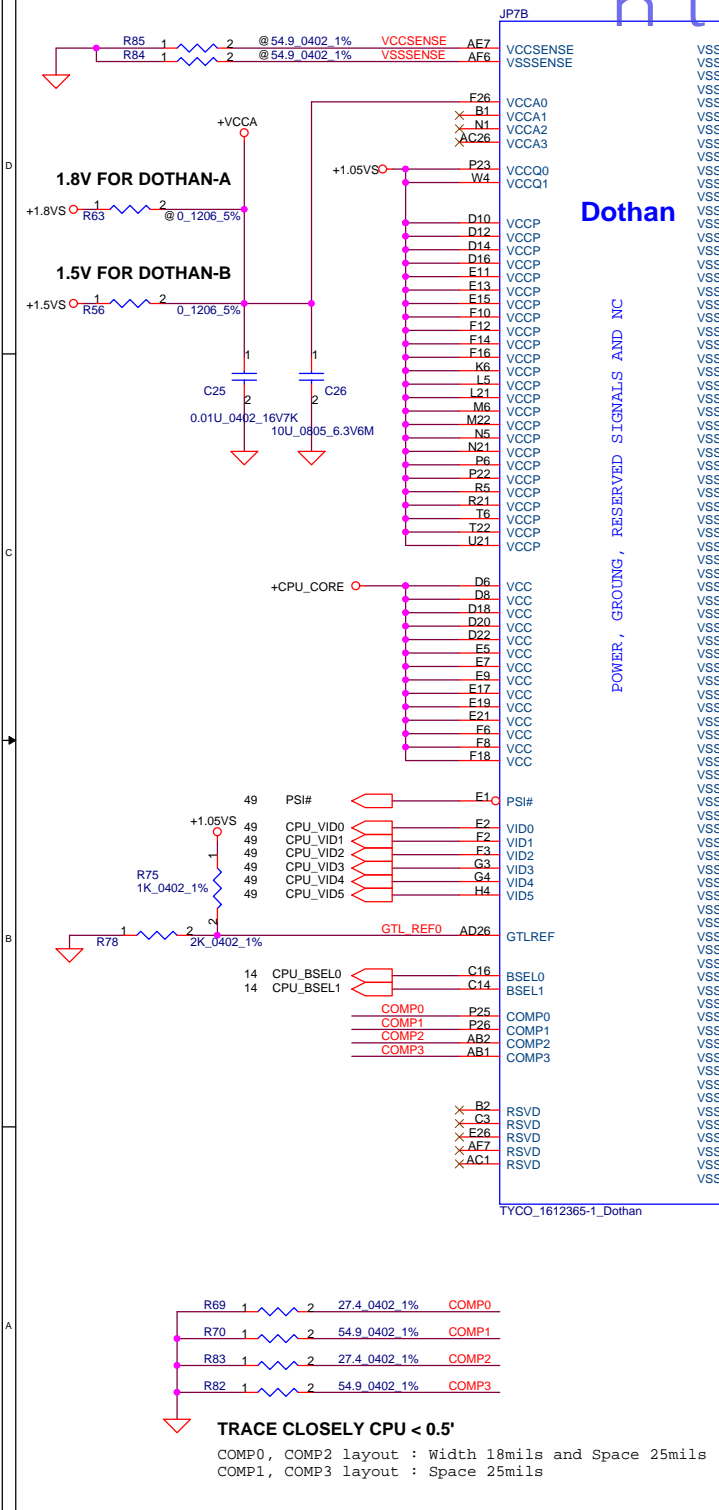 JP7B
R85 1 2 @54.9_0402_1% VCCSENSE AE7 VCCSENSE
R84 1 2 @54.9_0402_1% VSSSENSE AF6 VSSSENSE
F26 VCCA0
B1 VCCA1
N1 VCCA2
AC26 VCCA3
+VCCA
+1.05VS P23 VCCQ0
W4 VCCQ1
D
1.8V FOR DOTHAN-A
+1.8VS R63 1 2 @0_1206_5%
Dothan
1.5V FOR DOTHAN-B
+1.5VS R56 1 2 0_1206_5%
D10 VCCP
D12 VCCP
D14 VCCP
D16 VCCP
E11 VCCP
E13 VCCP
E15 VCCP
F10 VCCP
F12 VCCP
F14 VCCP
F16 VCCP
K6 VCCP
L5 VCCP
L21 VCCP
M6 VCCP
M22 VCCP
N5 VCCP
N21 VCCP
P6 VCCP
P22 VCCP
R5 VCCP
R21 VCCP
T6 VCCP
T22 VCCP
U21 VCCP
1 C25 2 0.01U_0402_16V7K
1 C26 2 10U_0805_6.3V6M
POWER, GROUNG, RESERVED SIGNALS AND NC
C
+CPU_CORE D6 VCC
D8 VCC
D18 VCC
D20 VCC
D22 VCC
E5 VCC
E7 VCC
E9 VCC
E17 VCC
E19 VCC
E21 VCC
F6 VCC
F8 VCC
F18 VCC
49 PSI# E1 PSI#
49 CPU_VID0 E2 VID0
49 CPU_VID1 F2 VID1
49 CPU_VID2 F3 VID2
49 CPU_VID3 G3 VID3
49 CPU_VID4 G4 VID4
49 CPU_VID5 H4 VID5
+1.05VS
1 R75 1K_0402_1% 2
B
R78 1 2 2K_0402_1% GTL_REF0 AD26 GTLREF
14 CPU_BSEL0 C16 BSEL0
14 CPU_BSEL1 C14 BSEL1
COMP0 P25 COMP0
COMP1 P26 COMP1
COMP2 AB2 COMP2
COMP3 AB1 COMP3
B2 RSVD
C3 RSVD
E26 RSVD
AF7 RSVD
AC1 RSVD
TYCO_1612365-1_Dothan
A
R69 1 2 27.4_0402_1% COMP0
R70 1 2 54.9_0402_1% COMP1
R83 1 2 27.4_0402_1% COMP2
R82 1 2 54.9_0402_1% COMP3
TRACE CLOSELY CPU < 0.5'
COMP0, COMP2 layout : Width 18mils and Space 25mils
COMP1, COMP3 layout : Space 25mils